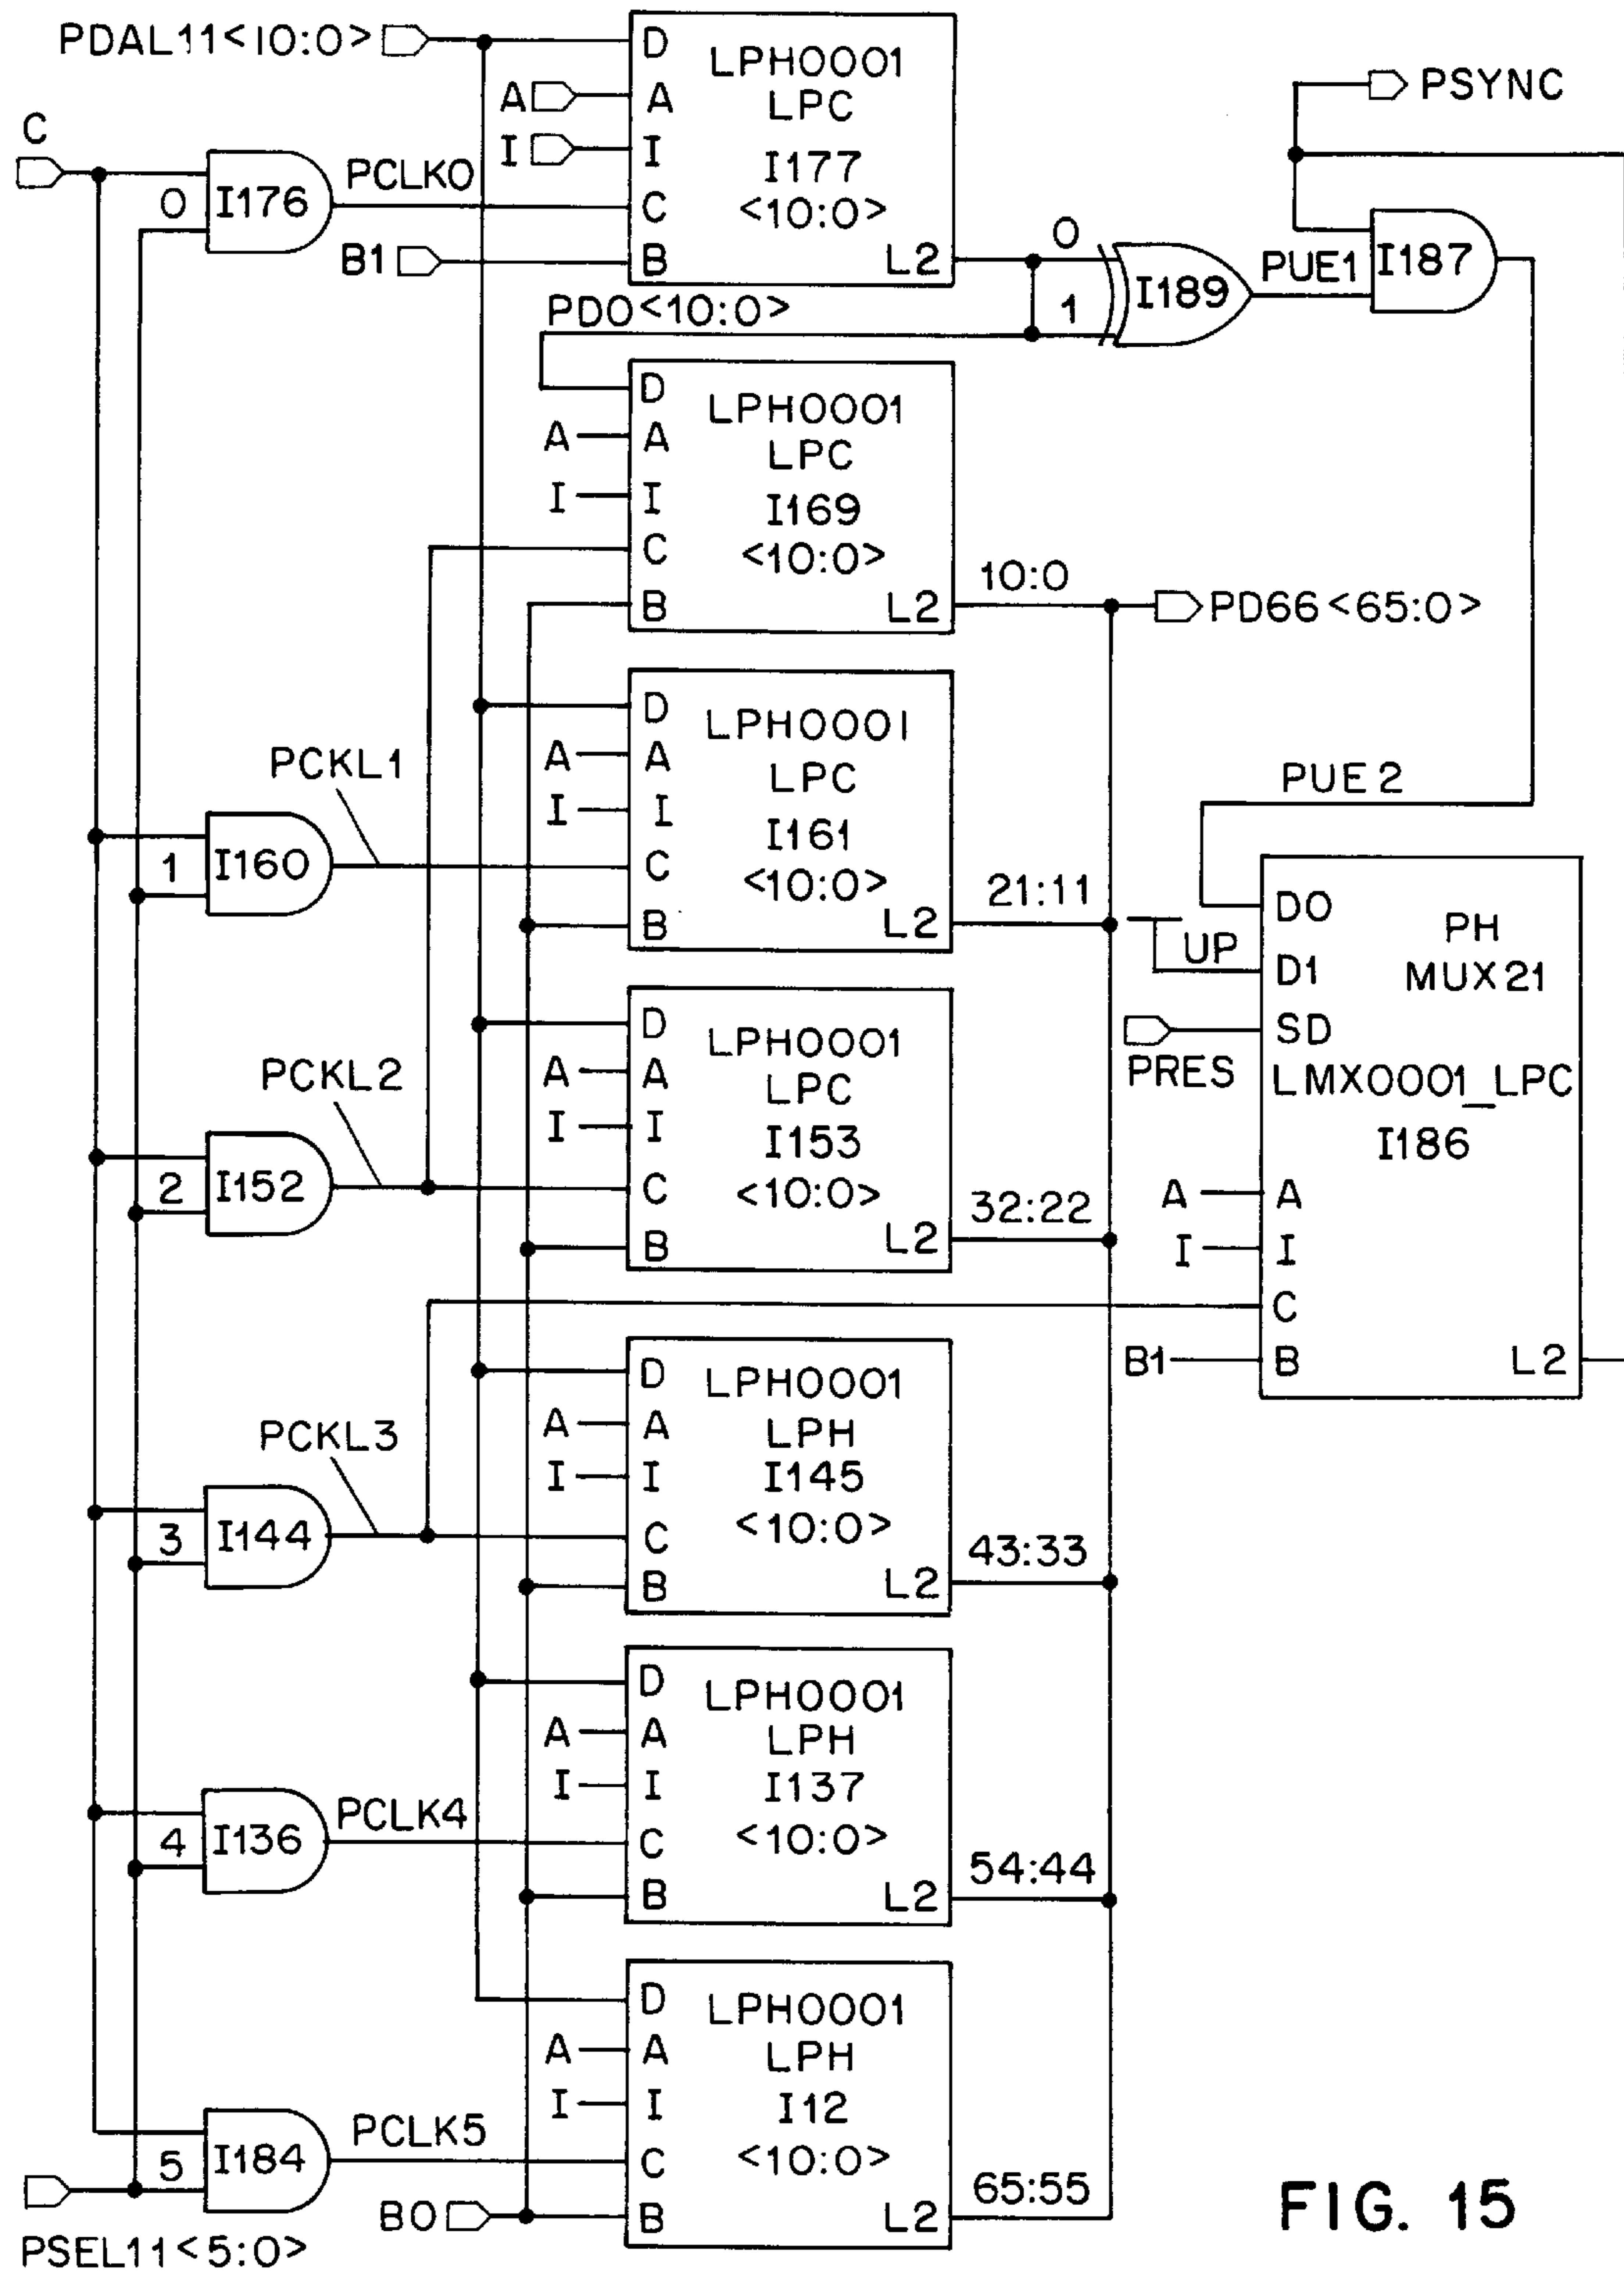 PDAL11<10:0>
C
0
I176
PCLK0
A
I
B1
D
A
I
C
B
LPH0001
LPC
I177
<10:0>
L2
0
1
I189
PUE1
I187
PSYNC
PD0<10:0>
D
A A
I I
C
B
LPH0001
LPC
I169
<10:0>
L2
10:0
PD66<65:0>
PCKL1
1
I160
D
A A
I I
C
B
LPH0001
LPC
I161
<10:0>
L2
21:11
PUE 2
UP
PRES
D0
D1
SD
PH
MUX21
LMX0001_LPC
I186
A A
I I
C
B1 B
L2
PCKL2
2
I152
D
A A
I I
C
B
LPH0001
LPC
I153
<10:0>
L2
32:22
PCKL3
3
I144
D
A A
I I
C
B
LPH0001
LPH
I145
<10:0>
L2
43:33
4
I136
PCLK4
D
A A
I I
C
B
LPH0001
LPH
I137
<10:0>
L2
54:44
5
I184
PCLK5
D
A A
I I
C
B
LPH0001
LPH
I12
<10:0>
L2
65:55
B0
PSEL11<5:0>
FIG. 15